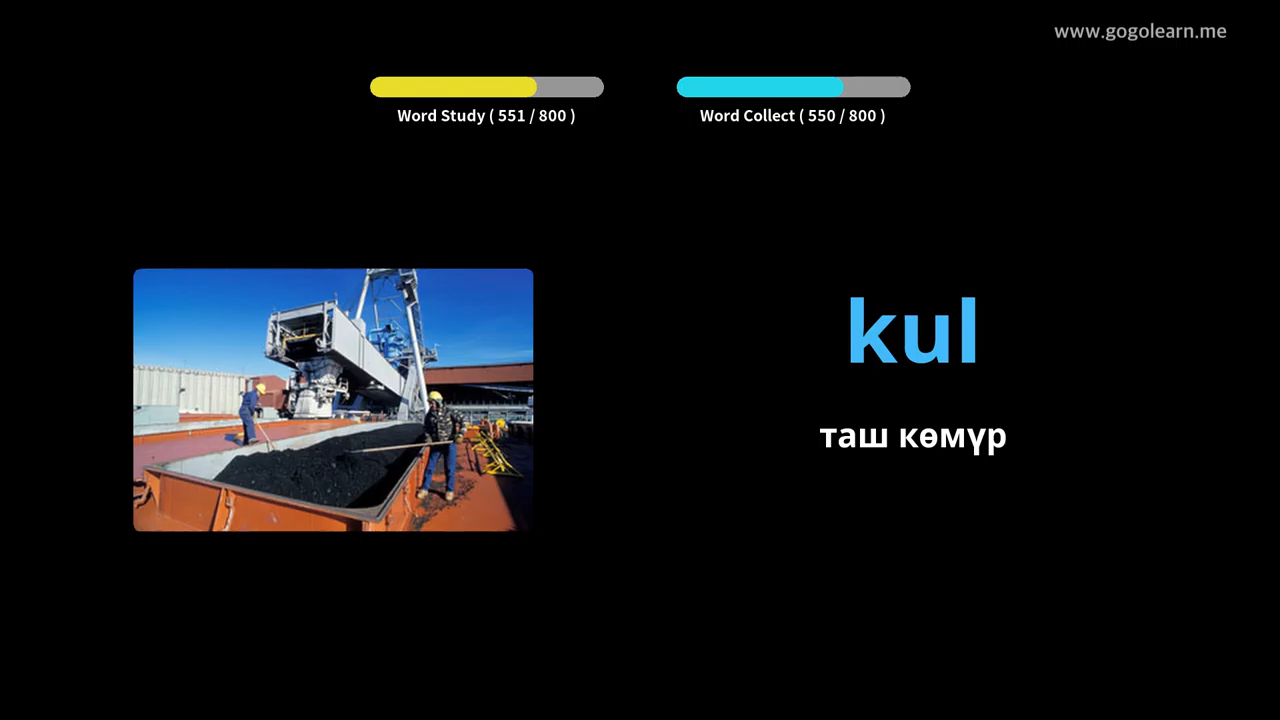 www.gogolearn.me
Word Study ( 551 / 800 )
Word Collect ( 550 / 800 )
kul
таш көмүр